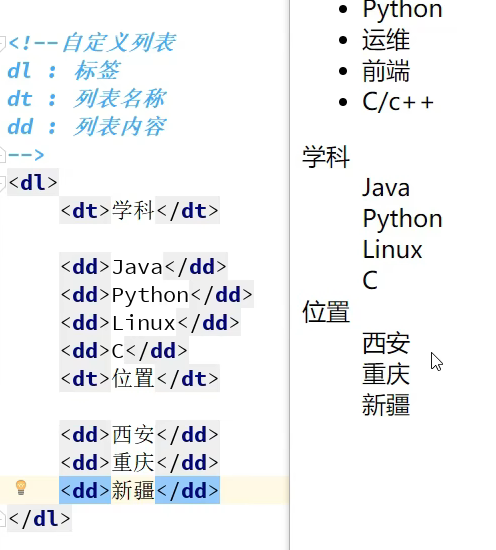 <!--自定义列表
dl : 标签
dt : 列表名称
dd : 列表内容
-->
<dl>
<dt>学科</dt>
<dd>Java</dd>
<dd>Python</dd>
<dd>Linux</dd>
<dd>C</dd>
<dt>位置</dt>
<dd>西安</dd>
<dd>重庆</dd>
<dd>新疆</dd>
</dl>
Python
运维
前端
C/c++
学科
Java
Python
Linux
C
位置
西安
重庆
新疆